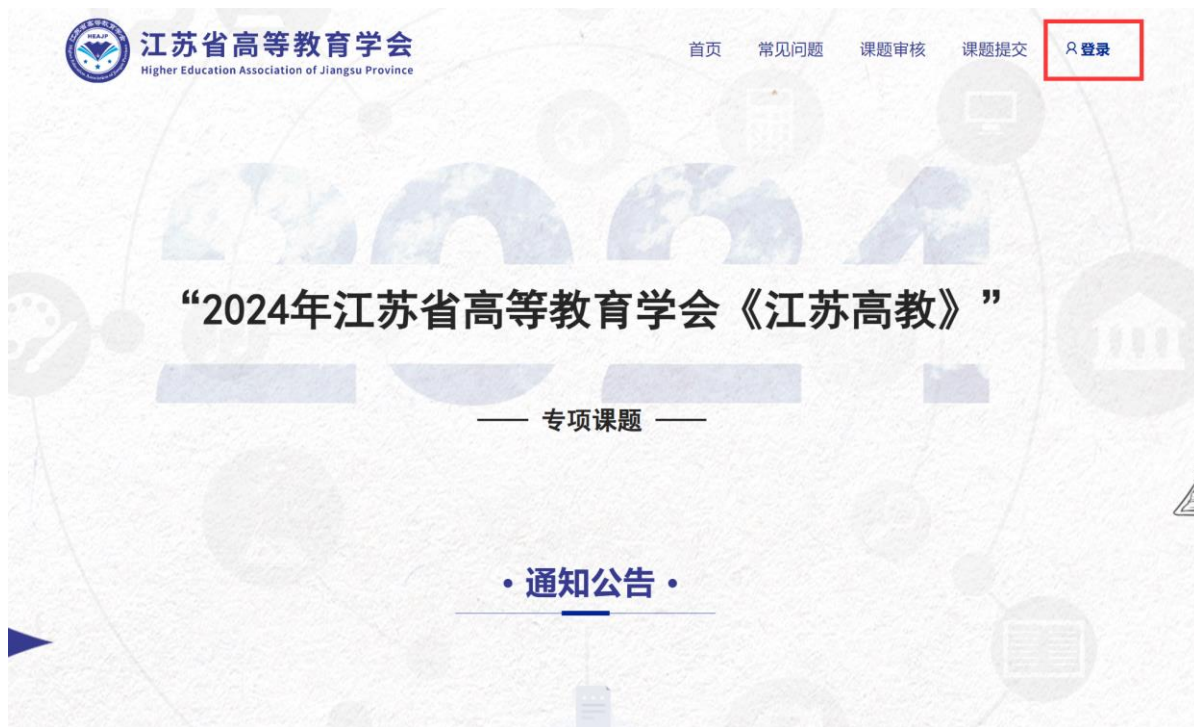 江苏省高等教育学会
Higher Education Association of Jiangsu Province
HEAJP
首页 常见问题 课题审核 课题提交 登录
2024
“2024年江苏省高等教育学会《江苏高教》”
专项课题
·通知公告·